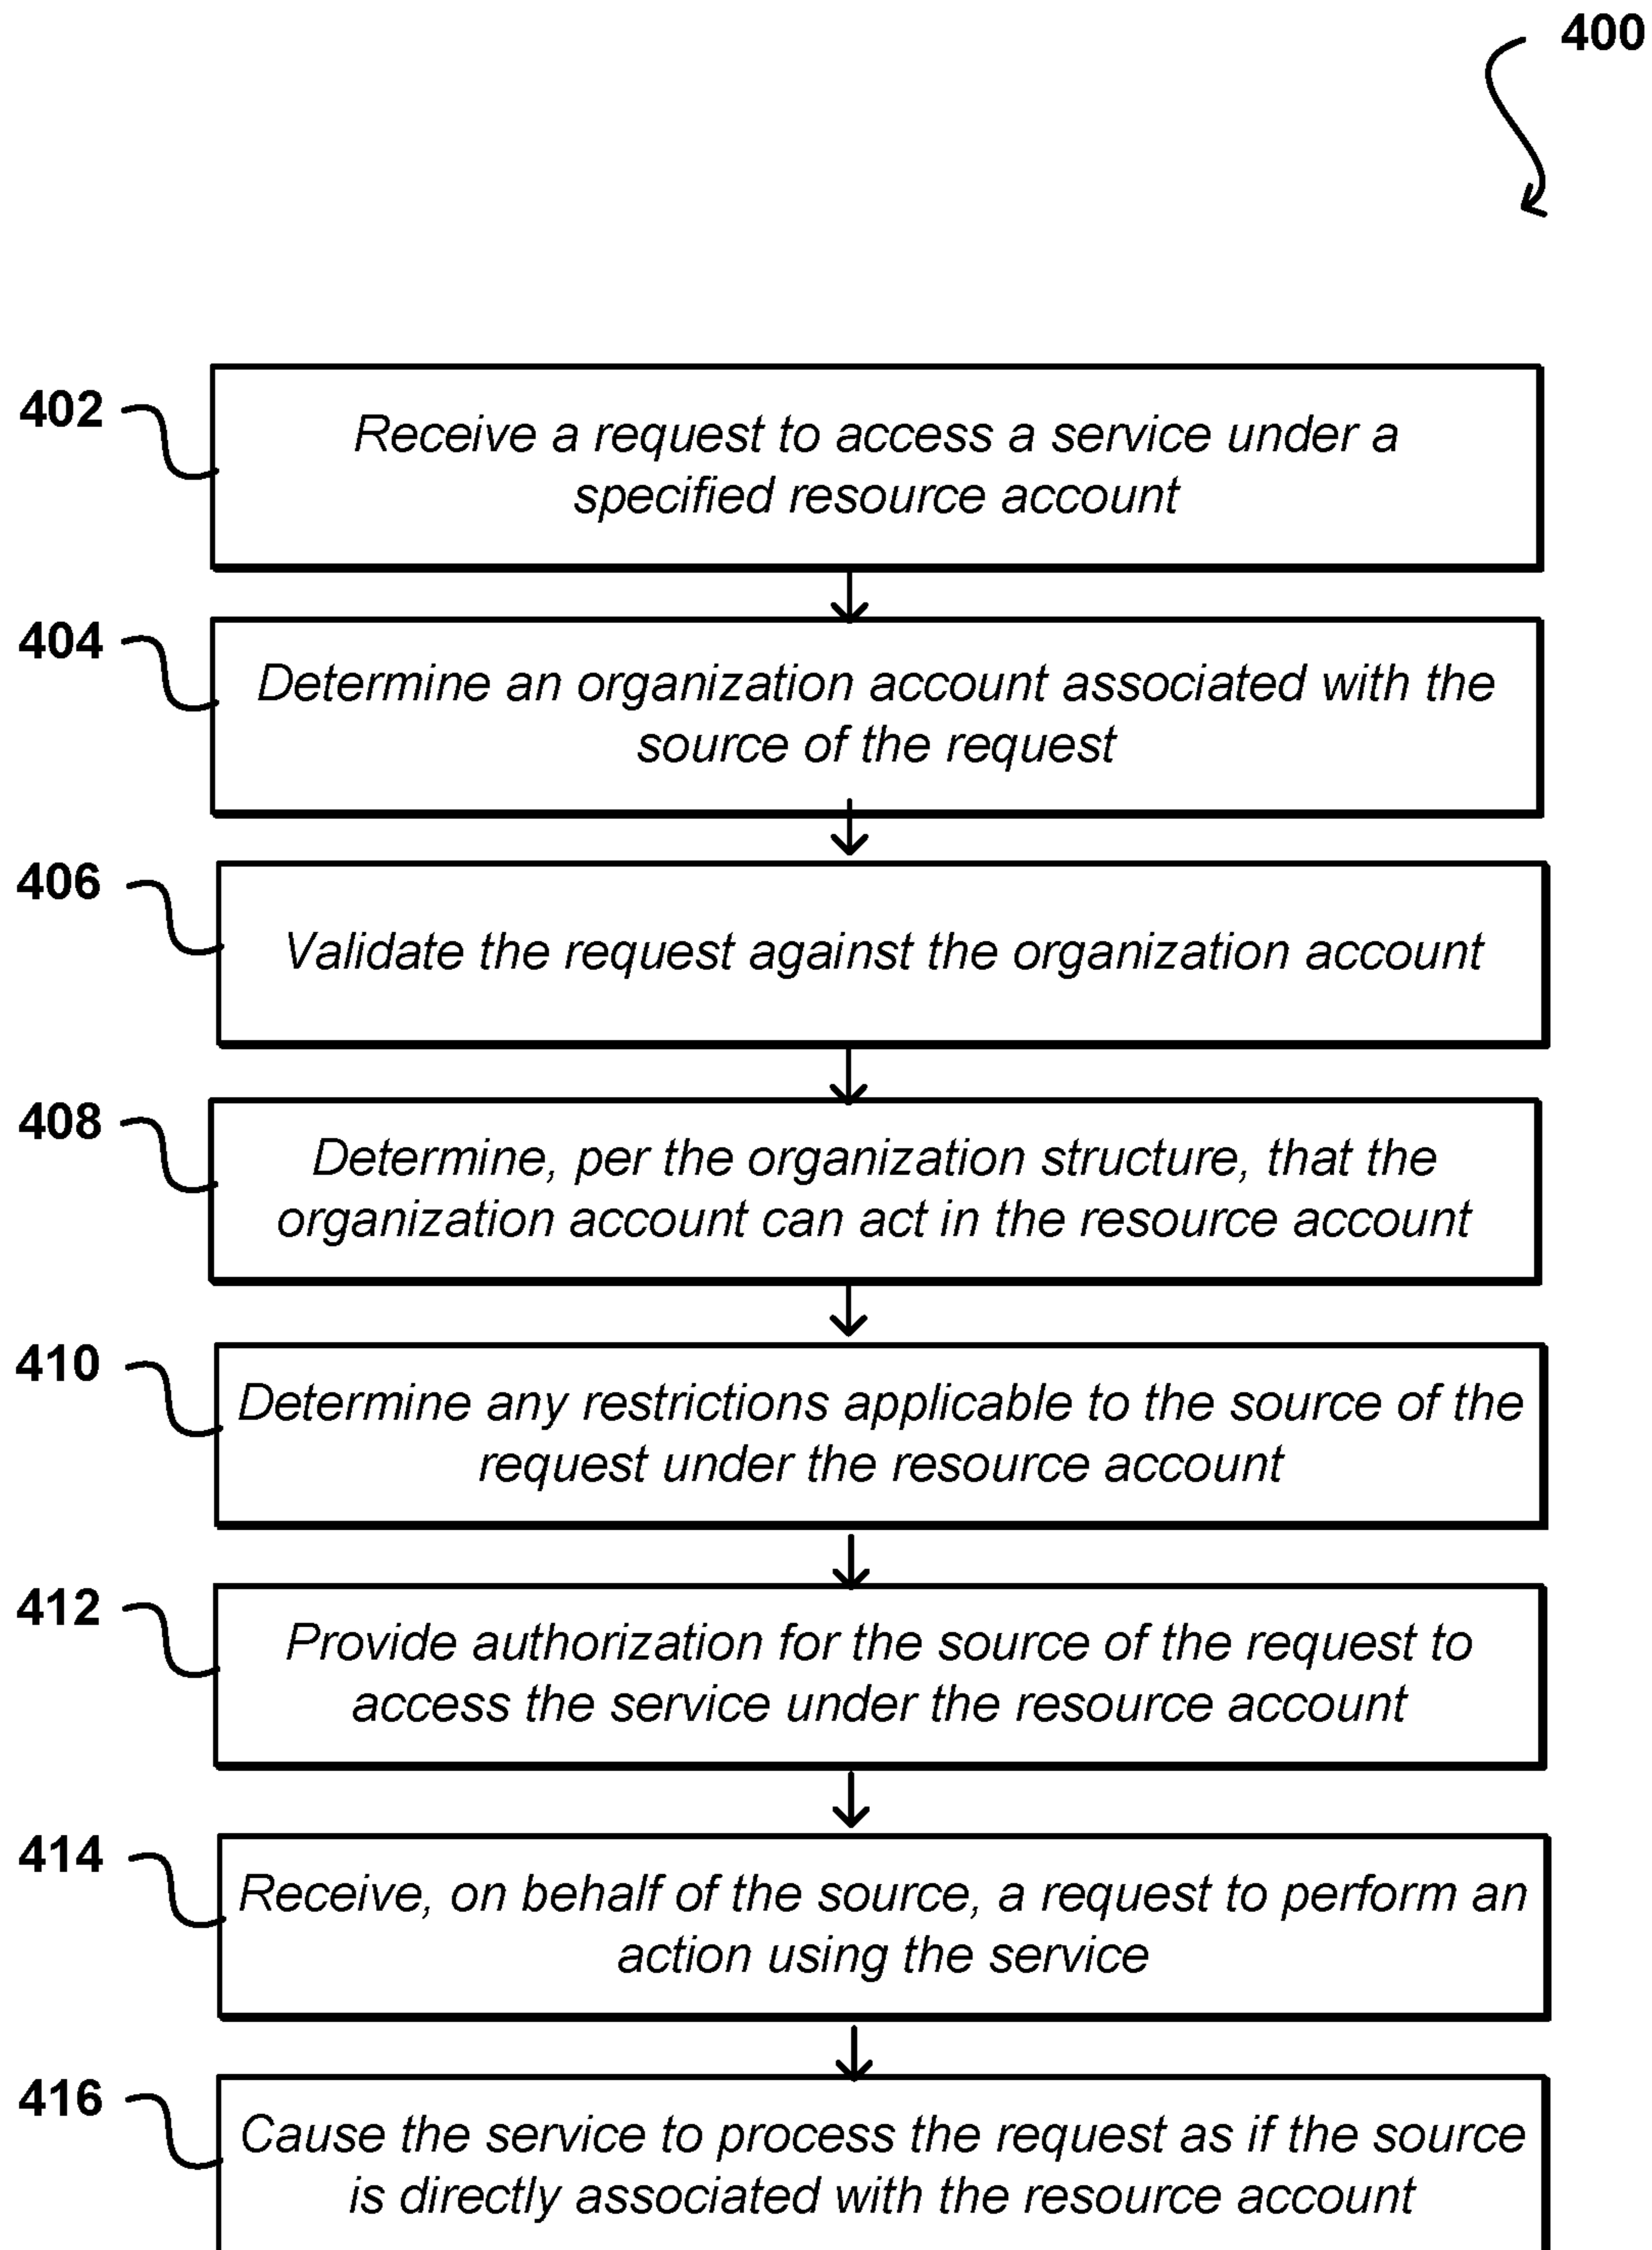 400
402
Receive a request to access a service under a
specified resource account
404
Determine an organization account associated with the
source of the request
406
Validate the request against the organization account
408
Determine, per the organization structure, that the
organization account can act in the resource account
410
Determine any restrictions applicable to the source of the
request under the resource account
412
Provide authorization for the source of the request to
access the service under the resource account
414
Receive, on behalf of the source, a request to perform an
action using the service
416
Cause the service to process the request as if the source
is directly associated with the resource account